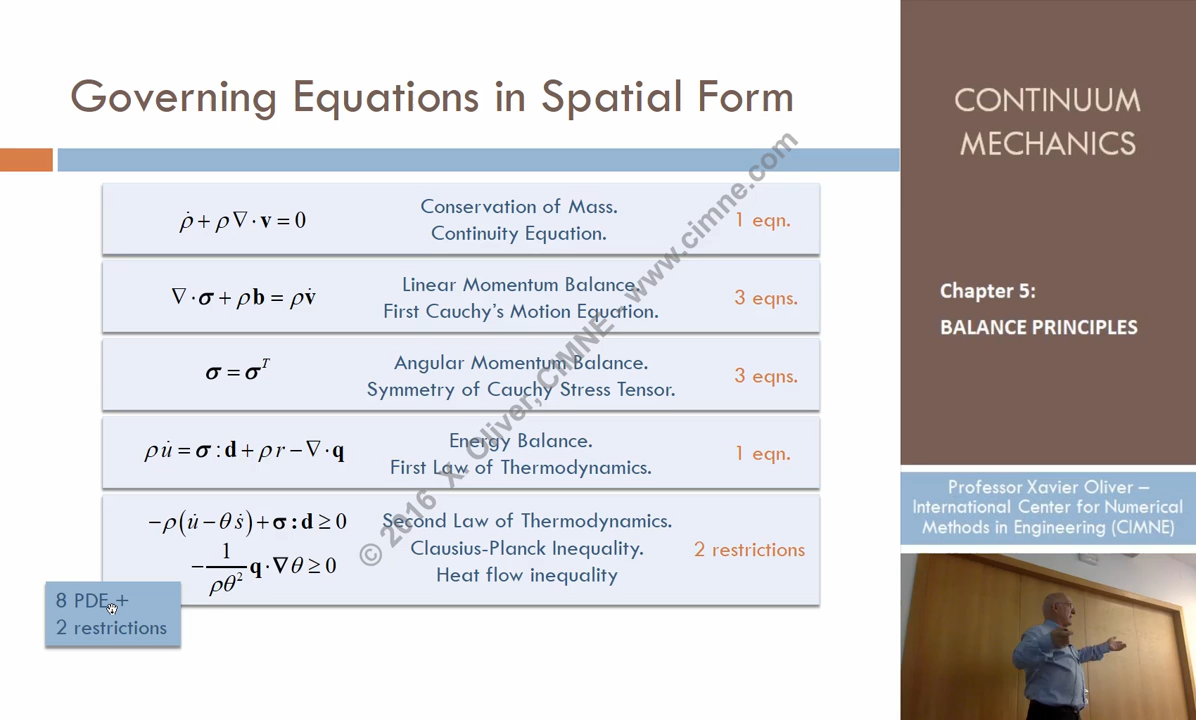 Governing Equations in Spatial Form
ρ̇ + ρ ∇ · v = 0
Conservation of Mass.
Continuity Equation.
1 eqn.
∇ · σ + ρb = ρv̇
Linear Momentum Balance.
First Cauchy's Motion Equation.
3 eqns.
σ = σᵀ
Angular Momentum Balance.
Symmetry of Cauchy Stress Tensor.
3 eqns.
ρ u̇ = σ : d + ρ r − ∇ · q
Energy Balance.
First Law of Thermodynamics.
1 eqn.
−ρ(u̇ − θ ṡ) + σ : d ≥ 0
−1/ρθ² q · ∇θ ≥ 0
Second Law of Thermodynamics.
Clausius-Planck Inequality.
Heat flow inequality
2 restrictions
8 PDE +
2 restrictions
© 2016 X. Oliver, CIMNE - www.cimne.com
CONTINUUM
MECHANICS
Chapter 5:
BALANCE PRINCIPLES
Professor Xavier Oliver –
International Center for Numerical
Methods in Engineering (CIMNE)